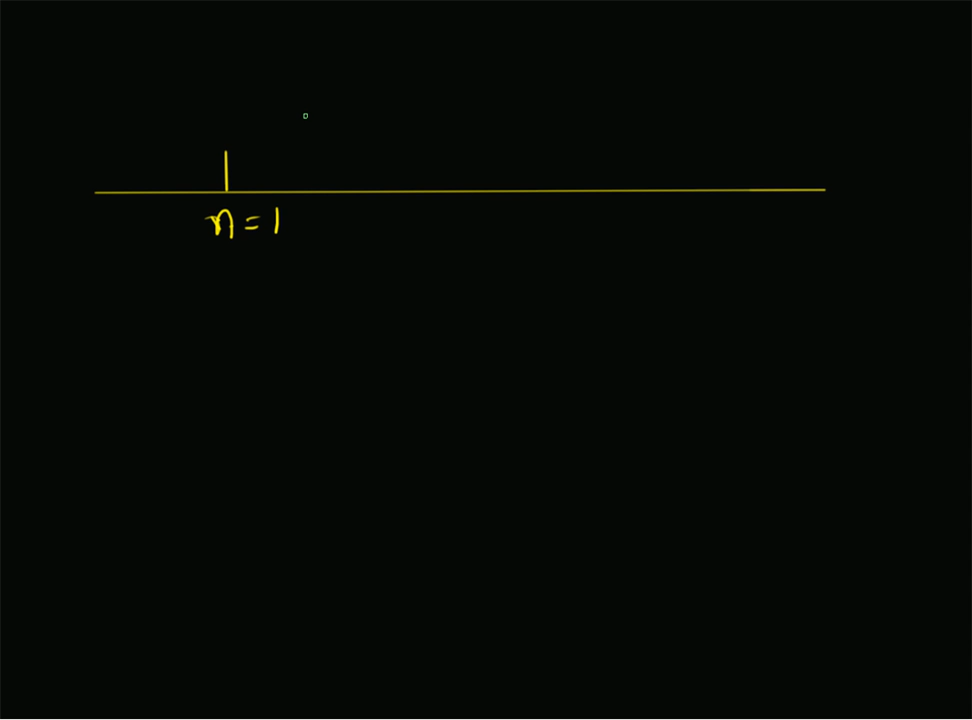 n = 1